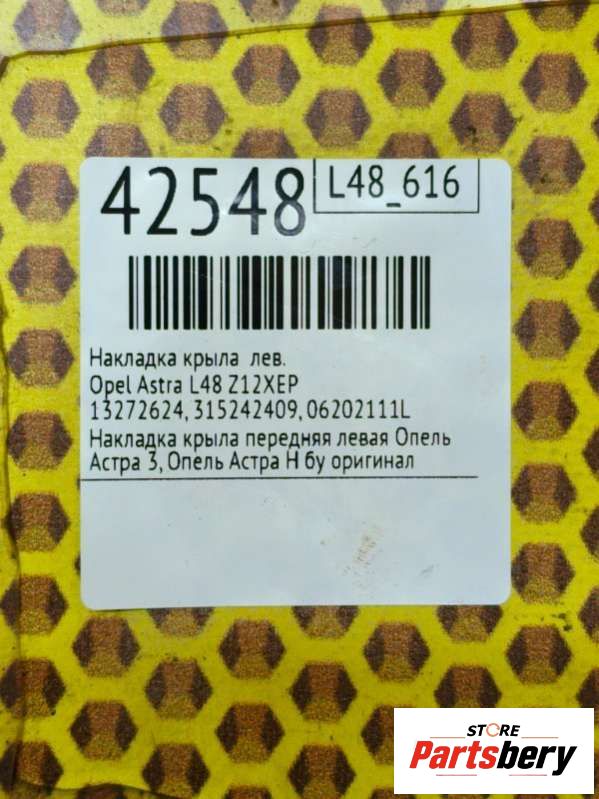 42548
L48_616
Накладка крыла лев.
Opel Astra L48 Z12XEP
13272624, 315242409, 06202111L
Накладка крыла передняя левая Опель
Астра 3, Опель Астра Н бу оригинал
STORE
Partsbery